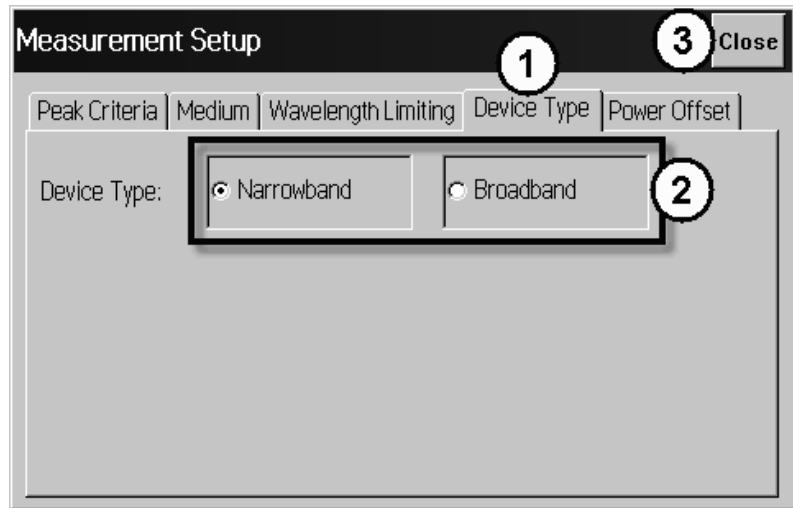 Measurement Setup
3
Close
1
Peak Criteria
Medium
Wavelength Limiting
Device Type
Power Offset
Device Type:
Narrowband
Broadband
2